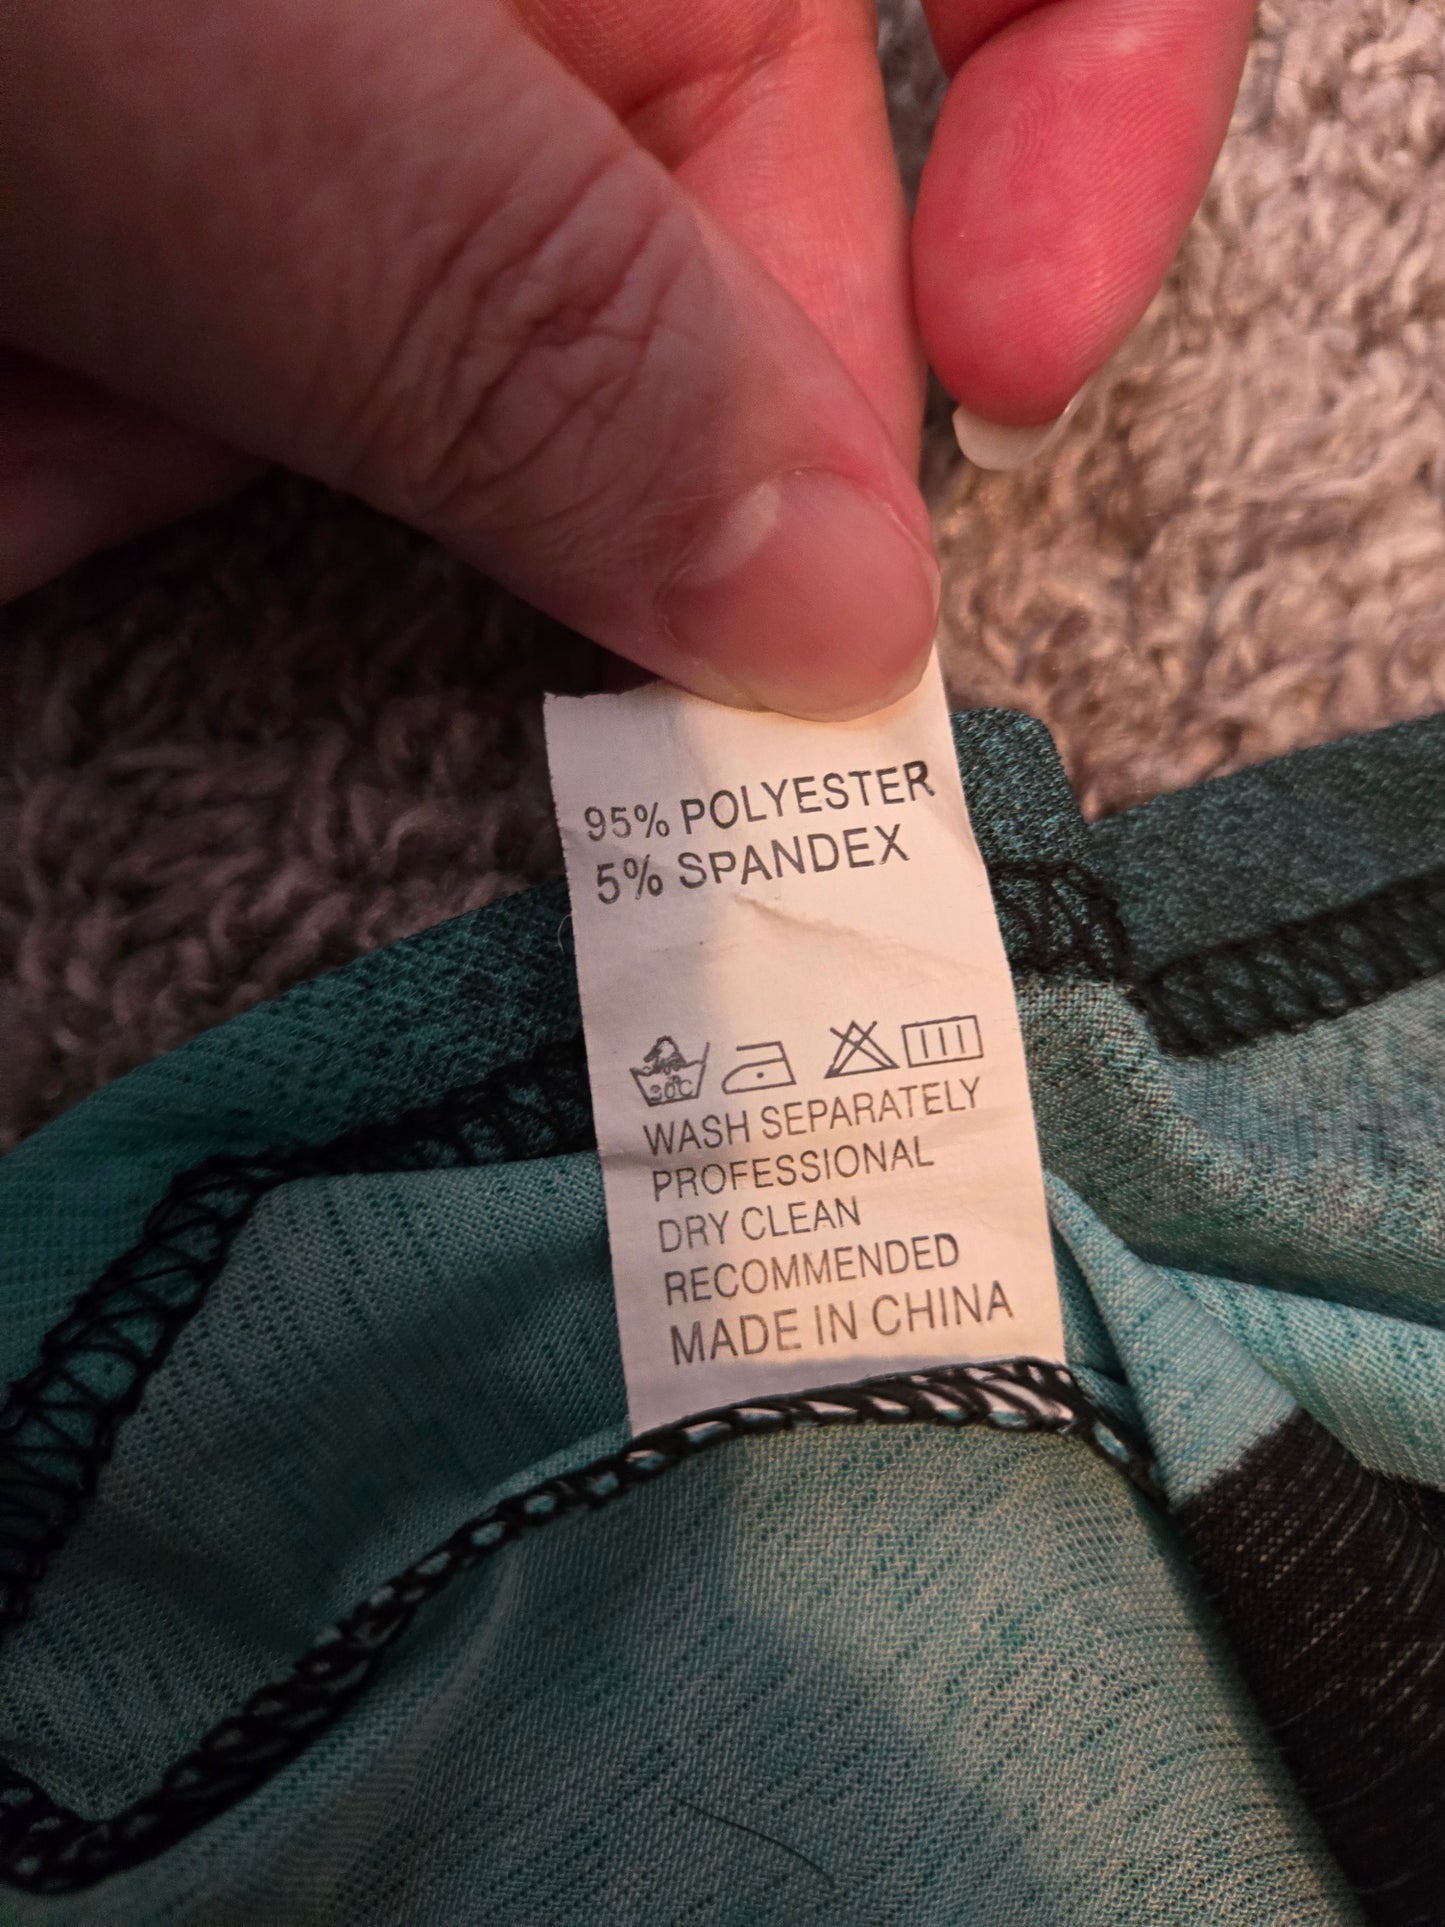 95% POLYESTER
5% SPANDEX
30°C
WASH SEPARATELY
PROFESSIONAL
DRY CLEAN
RECOMMENDED
MADE IN CHINA